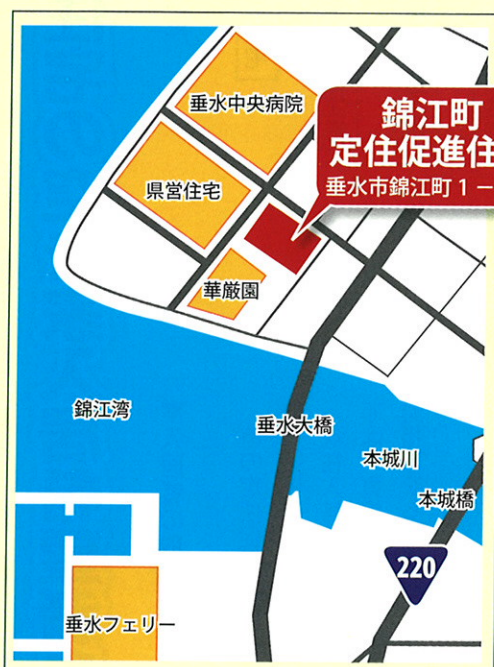 垂水中央病院
錦江町
定住促進住
垂水市錦江町1－
県営住宅
華厳園
錦江湾
垂水大橋
本城川
本城橋
220
垂水フェリー